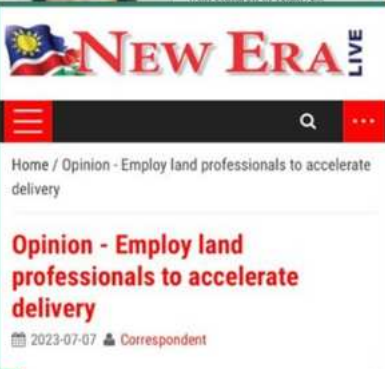 NEW ERA LIVE
Home / Opinion - Employ land professionals to accelerate
delivery
Opinion - Employ land
professionals to accelerate
delivery
2023-07-07 Correspondent